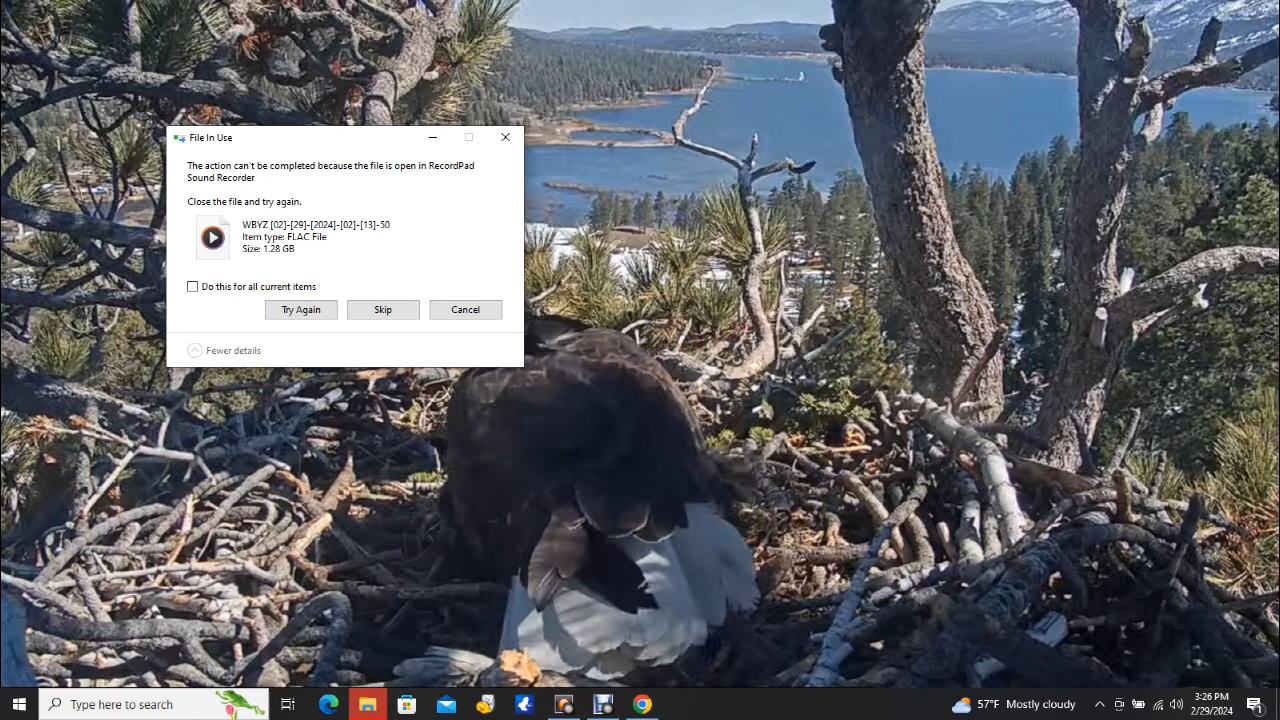 File In Use
The action can't be completed because the file is open in RecordPad
Sound Recorder
Close the file and try again.
WBYZ [02]-[29]-[2024]-[02]-[13]-50
Item type: FLAC File
Size: 1.28 GB
Do this for all current items
Try Again
Skip
Cancel
Fewer details
Type here to search
57°F Mostly cloudy
3:26 PM
2/29/2024
1